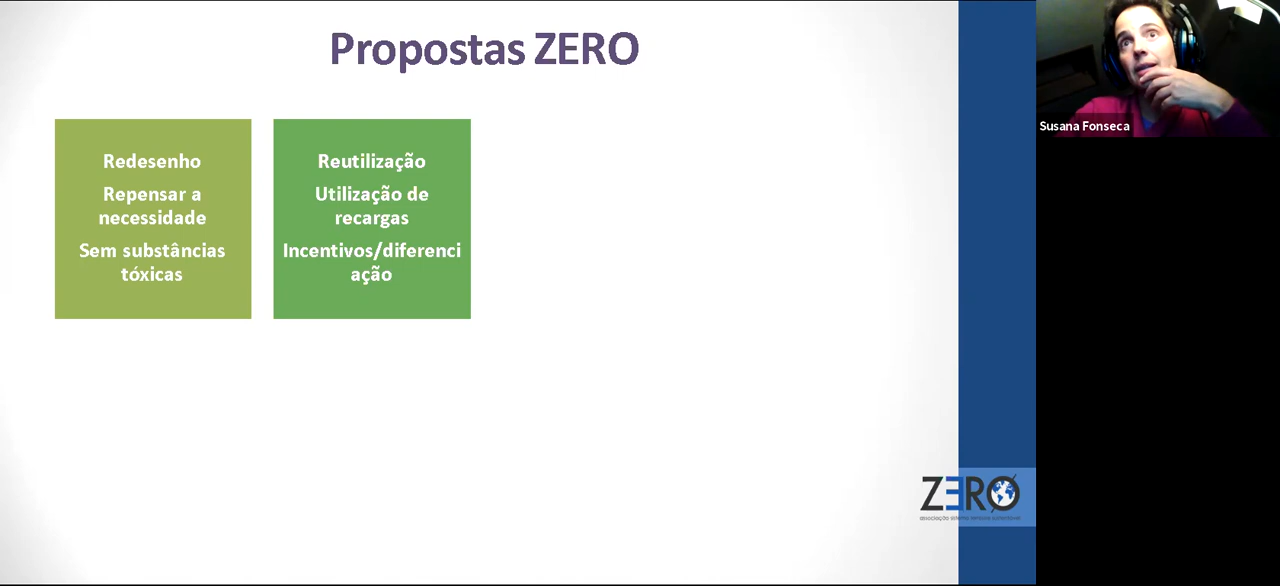 Propostas ZERO
Susana Fonseca
Redesenho
Repensar a
necessidade
Sem substâncias
tóxicas
Reutilização
Utilização de
recargas
Incentivos/diferenci
ação
ZERO